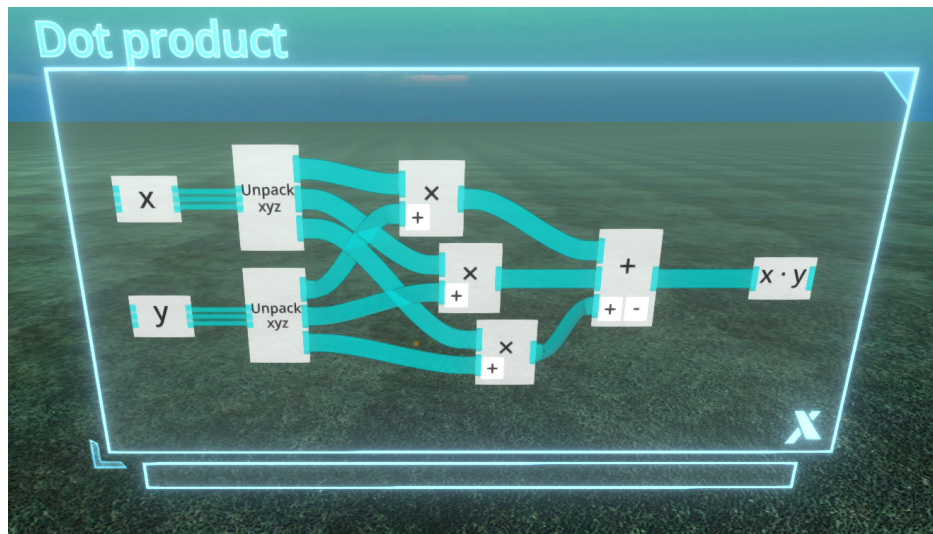 Dot product
x
Unpack
xyz
×
+
y
Unpack
xyz
×
+
×
+
+
+ -
x · y